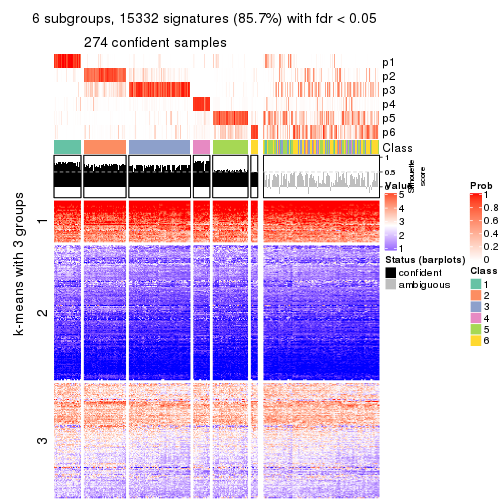 6 subgroups, 15332 signatures (85.7%) with fdr < 0.05
274 confident samples
p1
p2
p3
p4
p5
p6
Class
1
0.5
0
Silhouette
score
k-means with 3 groups
1
2
3
Value
5
4
3
2
1
Status (barplots)
confident
ambiguous
Prob
1
0.8
0.6
0.4
0.2
0
Class
1
2
3
4
5
6